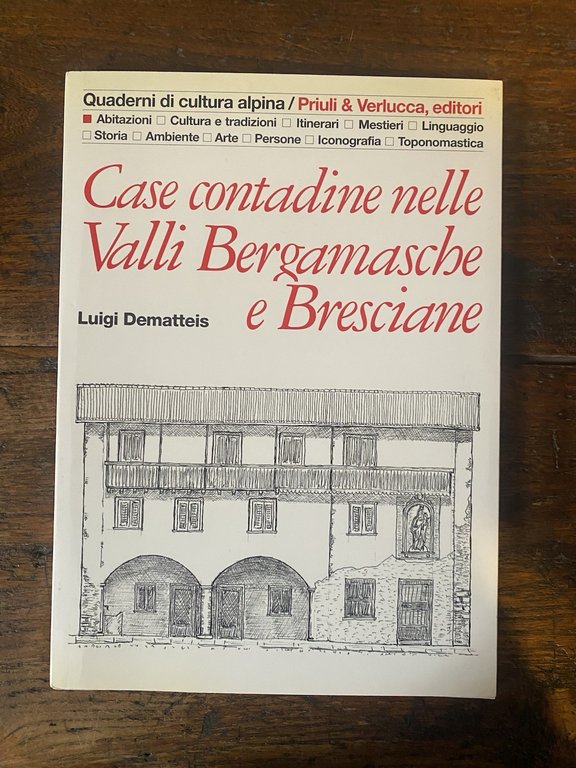 Quaderni di cultura alpina / Priuli & Verlucca, editori
■ Abitazioni □ Cultura e tradizioni □ Itinerari □ Mestieri □ Linguaggio
□ Storia □ Ambiente □ Arte □ Persone □ Iconografia □ Toponomastica
Case contadine nelle
Valli Bergamasche
e Bresciane
Luigi Dematteis